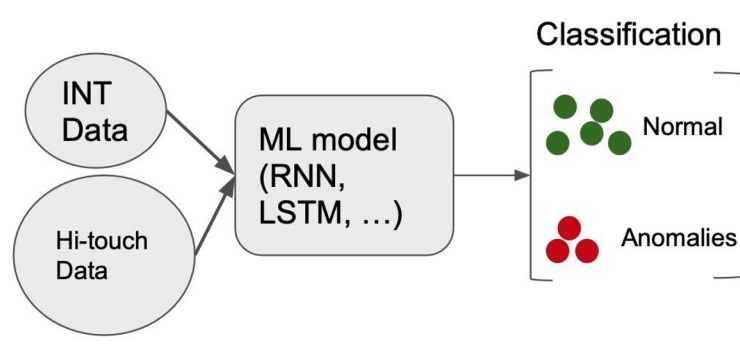 Classification
INT
Data
ML model
(RNN,
LSTM, …)
Normal
Hi-touch
Data
Anomalies